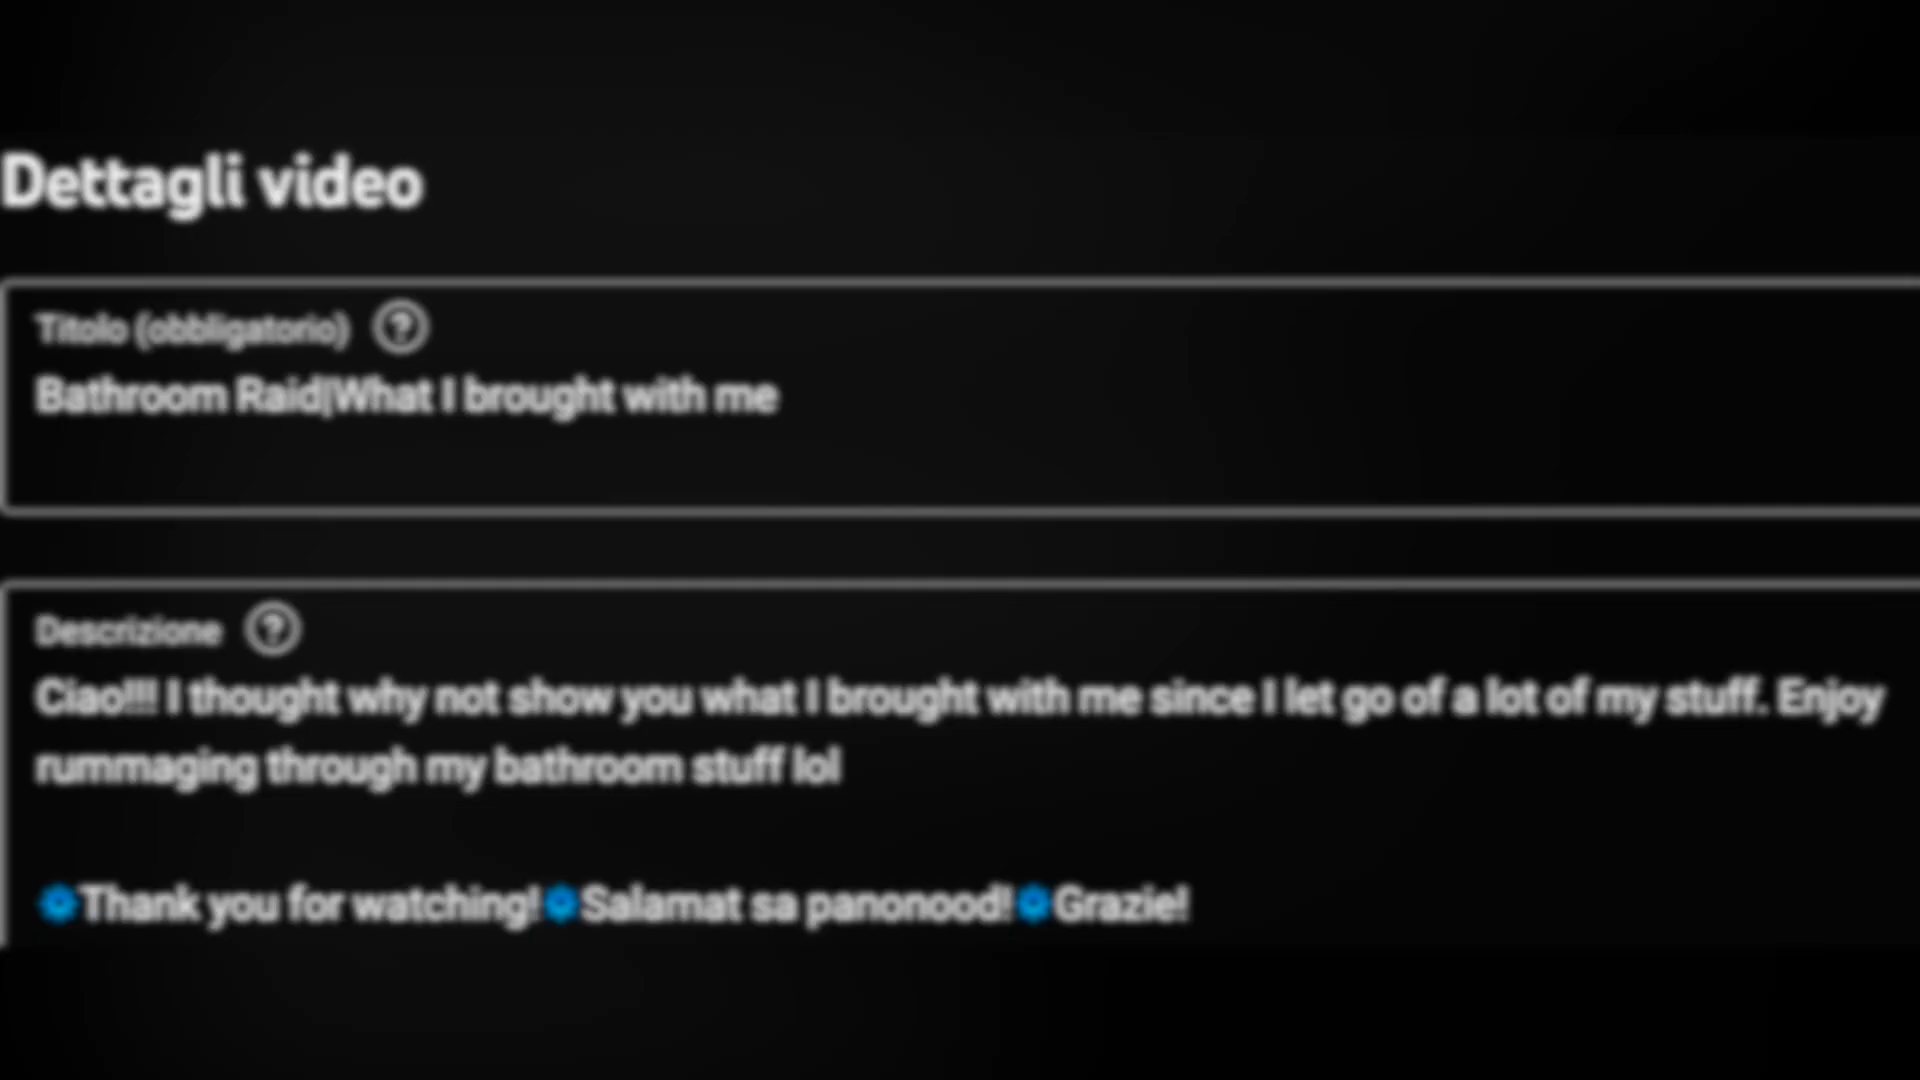 Dettagli video
Titolo (obbligatorio) ?
Bathroom Raid|What I brought with me
Descrizione ?
Ciao!!! I thought why not show you what I brought with me since I let go of a lot of my stuff. Enjoy
rummaging through my bathroom stuff lol
Thank you for watching! Salamat sa panonood! Grazie!